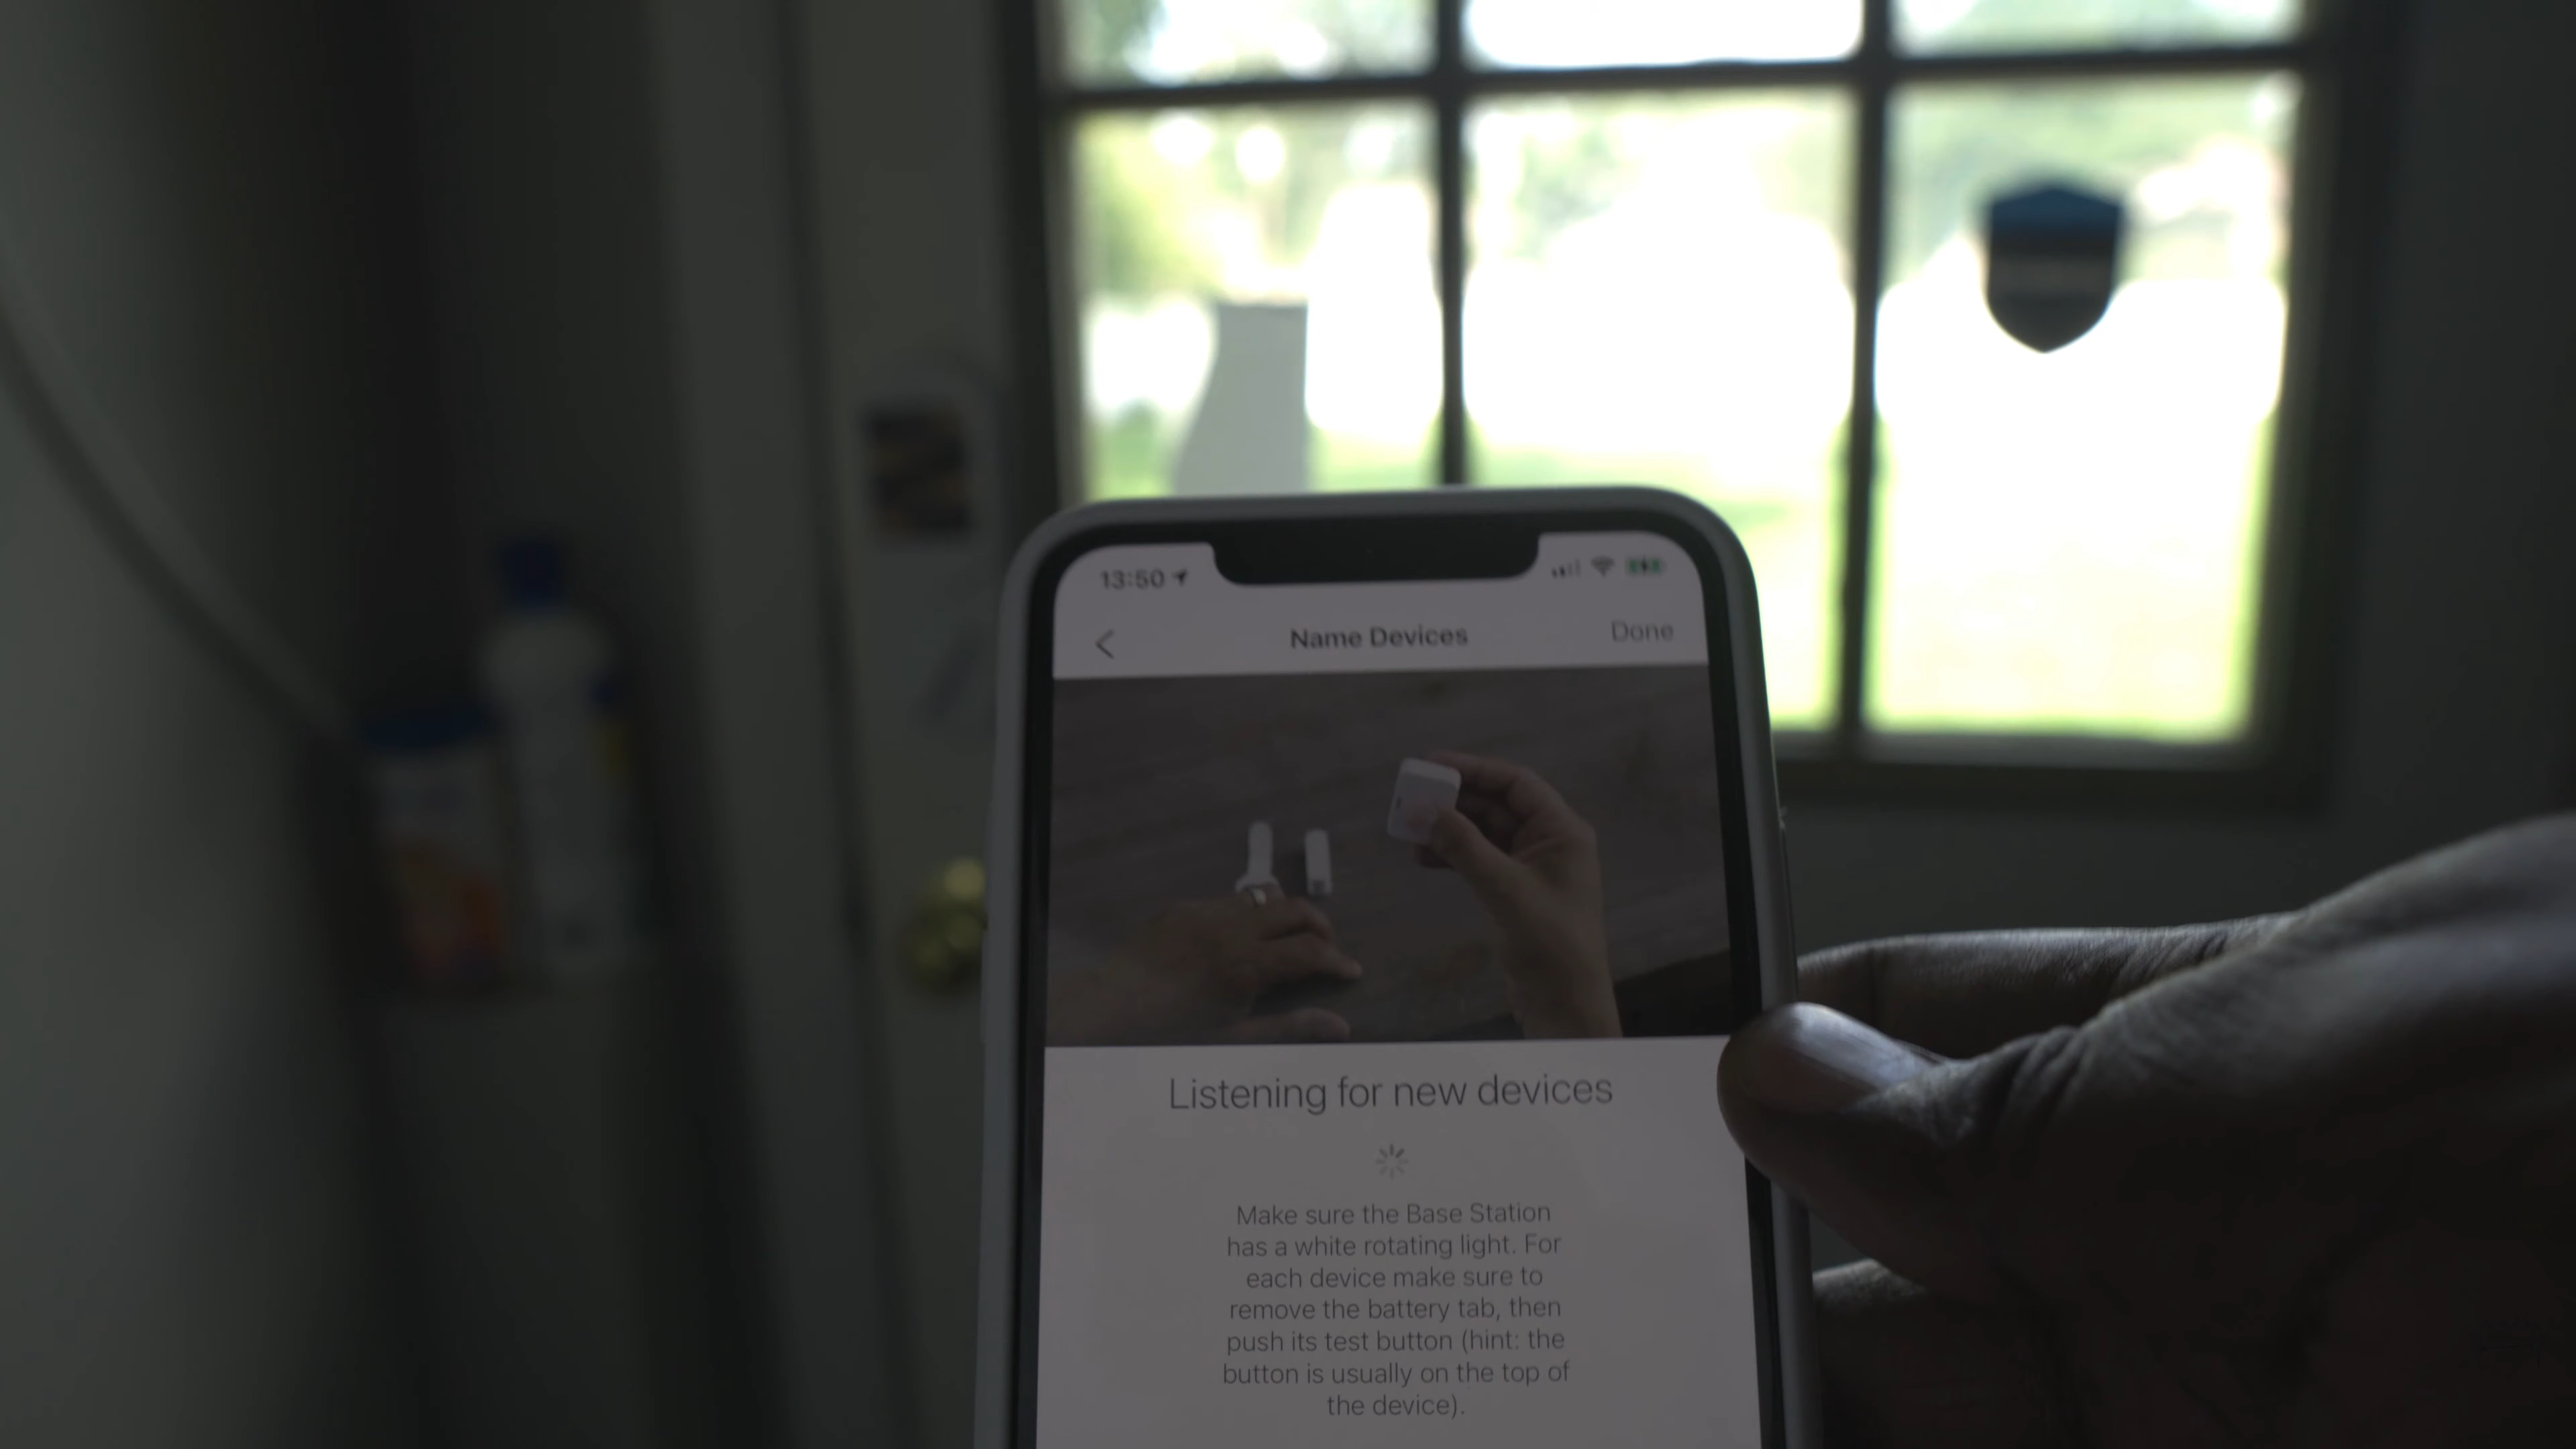 13:50
Name Devices
Done
Listening for new devices
Make sure the Base Station
has a white rotating light. For
each device make sure to
remove the battery tab, then
push its test button (hint: the
button is usually on the top of
the device).